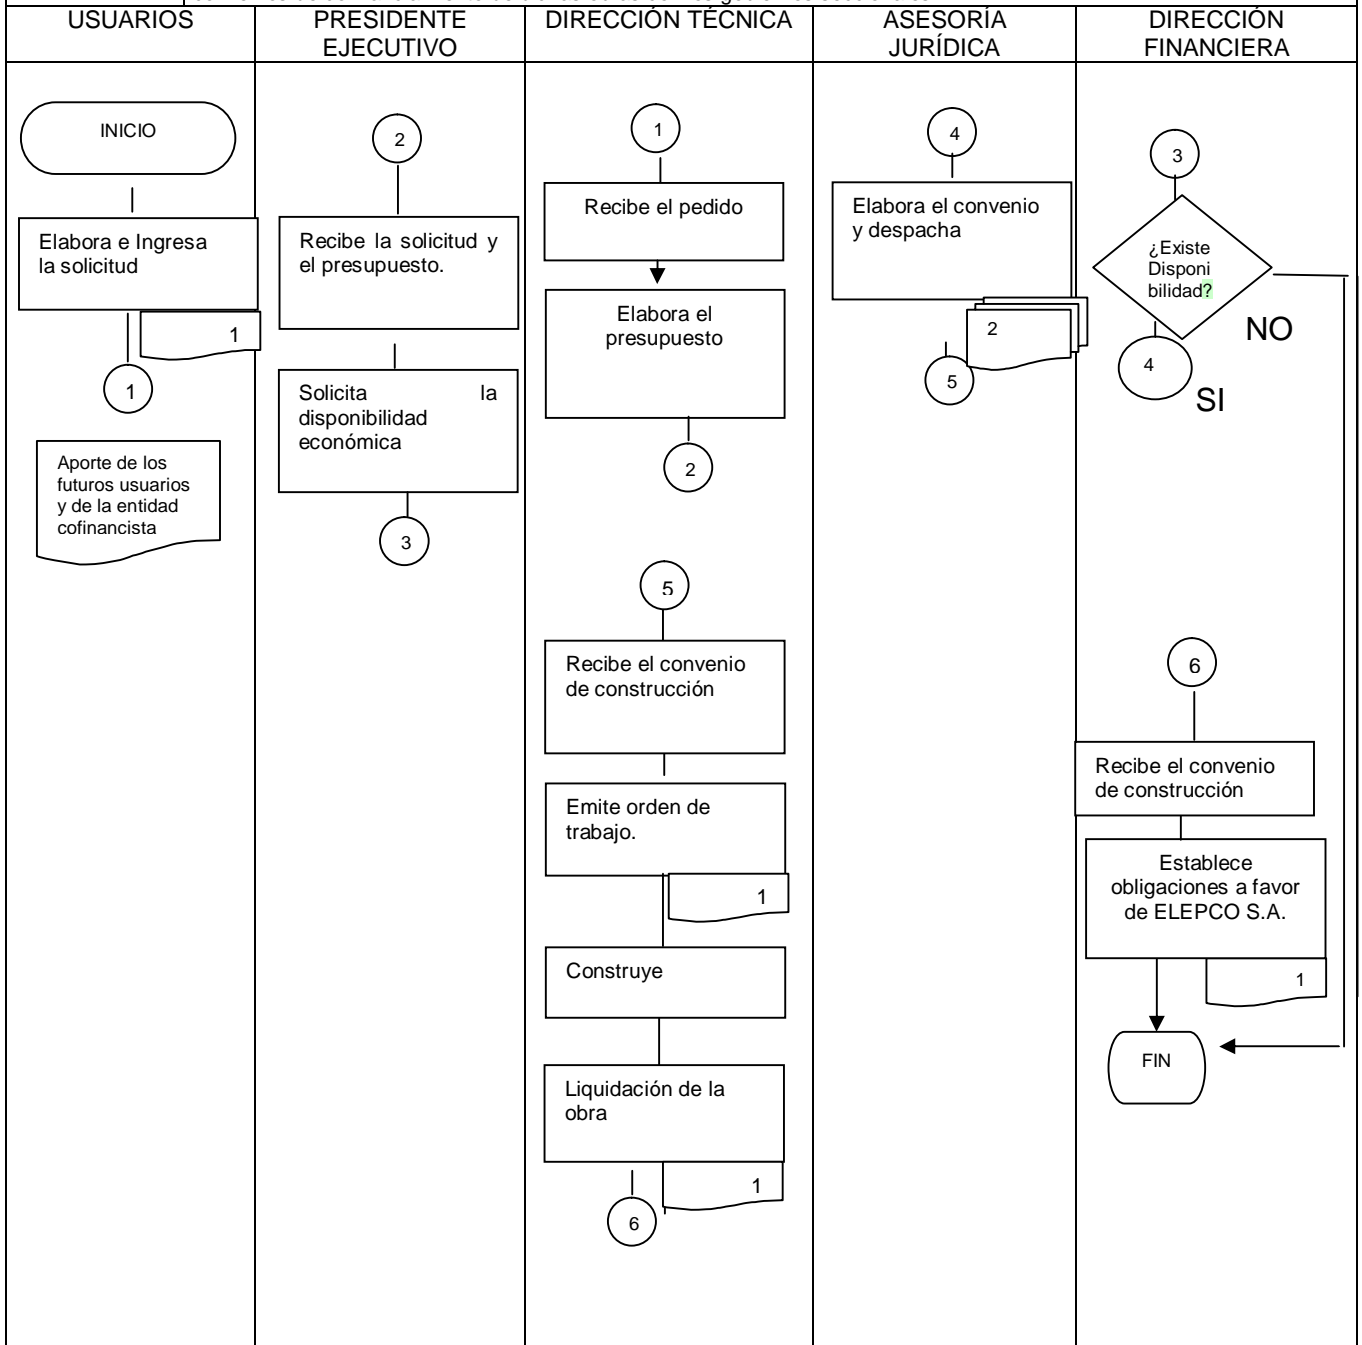 USUARIOS
PRESIDENTE
EJECUTIVO
DIRECCIÓN TÉCNICA
ASESORÍA
JURÍDICA
DIRECCIÓN
FINANCIERA
INICIO
Elabora e Ingresa
la solicitud
1
1
Aporte de los
futuros usuarios
y de la entidad
cofinancista
2
Recibe la solicitud y
el presupuesto.
Solicita la
disponibilidad
económica
3
1
Recibe el pedido
Elabora el
presupuesto
2
5
Recibe el convenio
de construcción
Emite orden de
trabajo.
1
Construye
Liquidación de la
obra
1
6
4
Elabora el convenio
y despacha
2
5
3
¿Existe
Disponi
bilidad?
NO
4
SI
6
Recibe el convenio
de construcción
Establece
obligaciones a favor
de ELEPCO S.A.
1
FIN